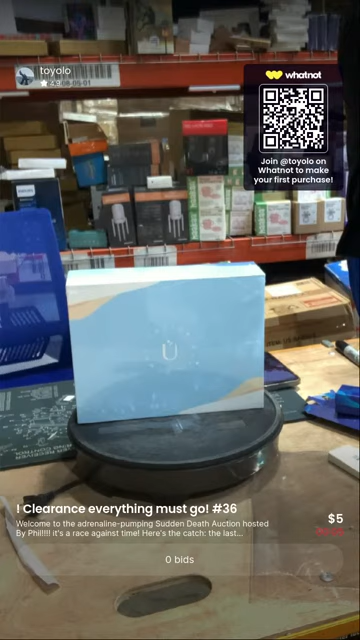 toyolo
whatnot
Join @toyolo on
Whatnot to make
your first purchase!
U
! Clearance everything must go! #36
$5
Welcome to the adrenaline-pumping Sudden Death Auction hosted
By Phil!!!! it's a race against time! Here's the catch: the last...
0 bids